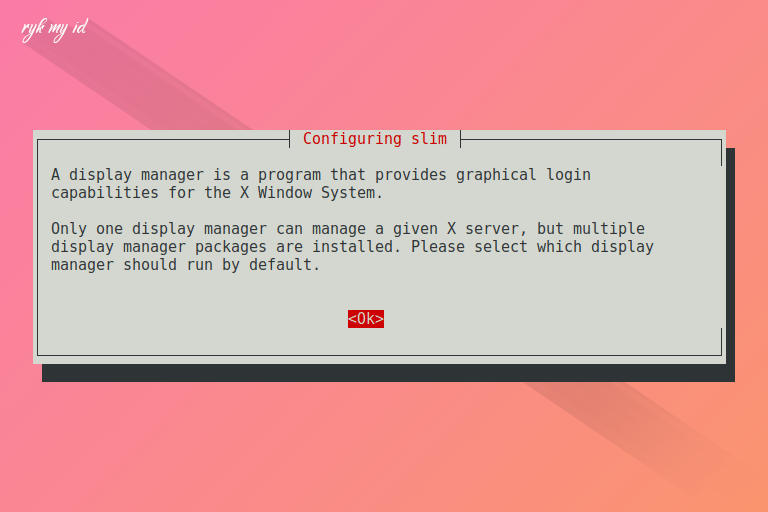 ryk my id
Configuring slim
A display manager is a program that provides graphical login
capabilities for the X Window System.
Only one display manager can manage a given X server, but multiple
display manager packages are installed. Please select which display
manager should run by default.
<Ok>